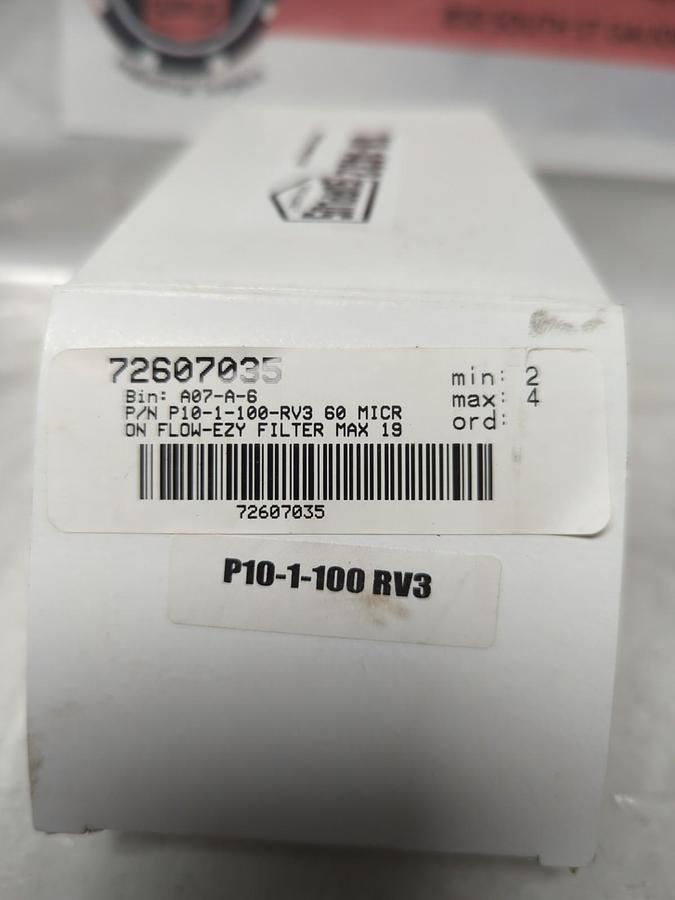 72607035
Bin: A07-A-6
P/N P10-1-100-RV3 60 MICR
ON FLOW-EZY FILTER MAX 19
min: 2
max: 4
ord:
72607035
P10-1-100 RV3